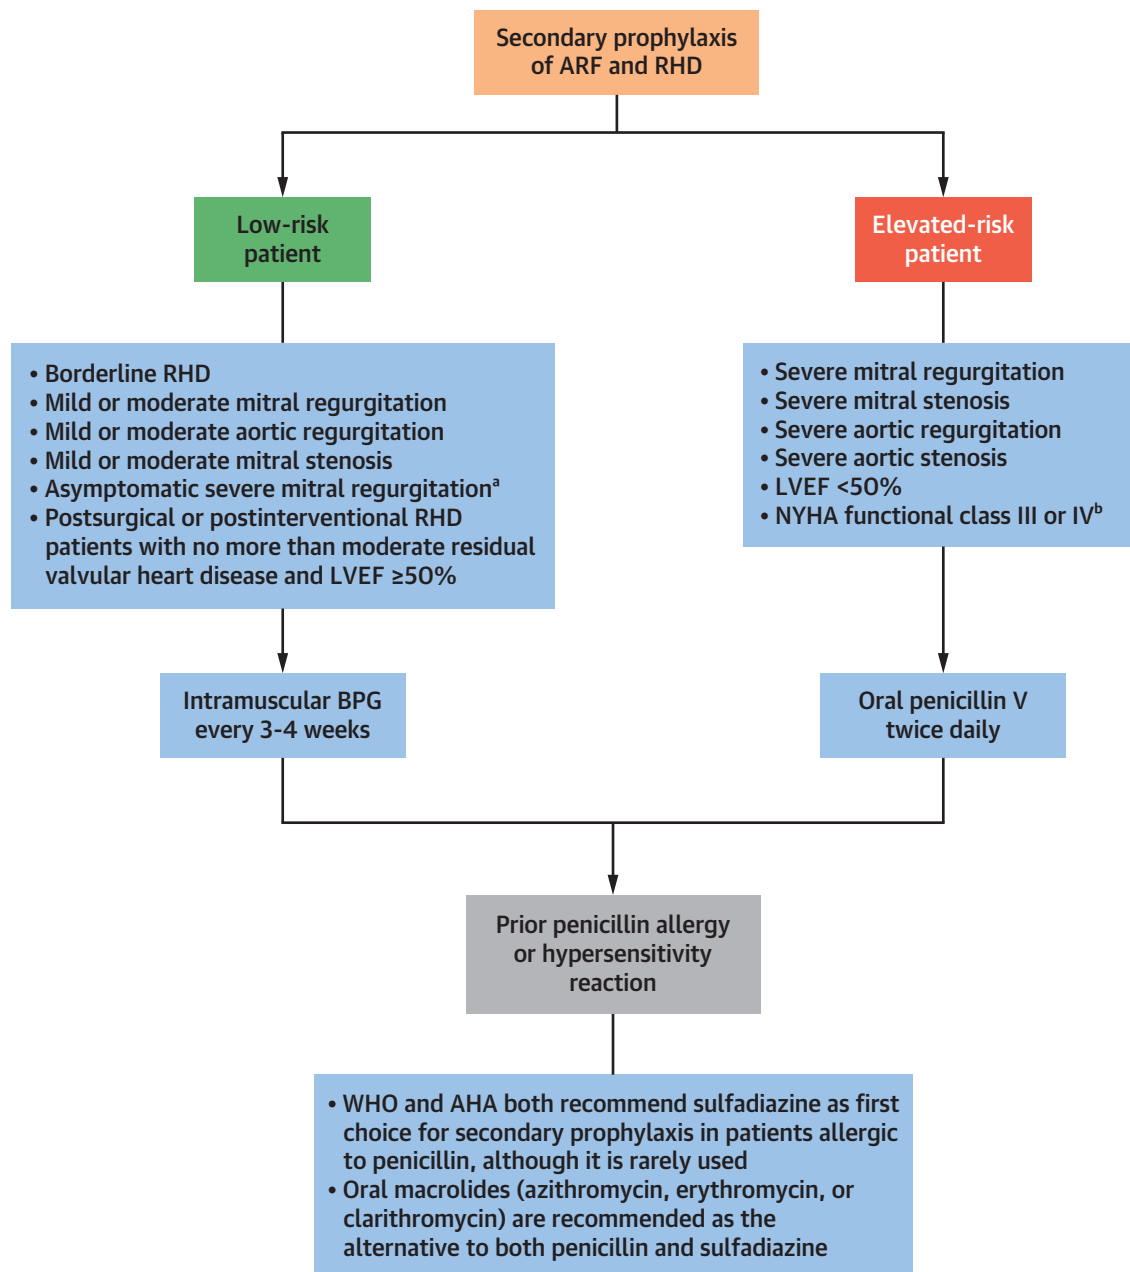 Secondary prophylaxis
of ARF and RHD
Low-risk
patient
Elevated-risk
patient
• Borderline RHD
• Mild or moderate mitral regurgitation
• Mild or moderate aortic regurgitation
• Mild or moderate mitral stenosis
• Asymptomatic severe mitral regurgitationᵃ
• Postsurgical or postinterventional RHD
patients with no more than moderate residual
valvular heart disease and LVEF ≥50%
• Severe mitral regurgitation
• Severe mitral stenosis
• Severe aortic regurgitation
• Severe aortic stenosis
• LVEF <50%
• NYHA functional class III or IVᵇ
Intramuscular BPG
every 3-4 weeks
Oral penicillin V
twice daily
Prior penicillin allergy
or hypersensitivity
reaction
• WHO and AHA both recommend sulfadiazine as first
choice for secondary prophylaxis in patients allergic
to penicillin, although it is rarely used
• Oral macrolides (azithromycin, erythromycin, or
clarithromycin) are recommended as the
alternative to both penicillin and sulfadiazine